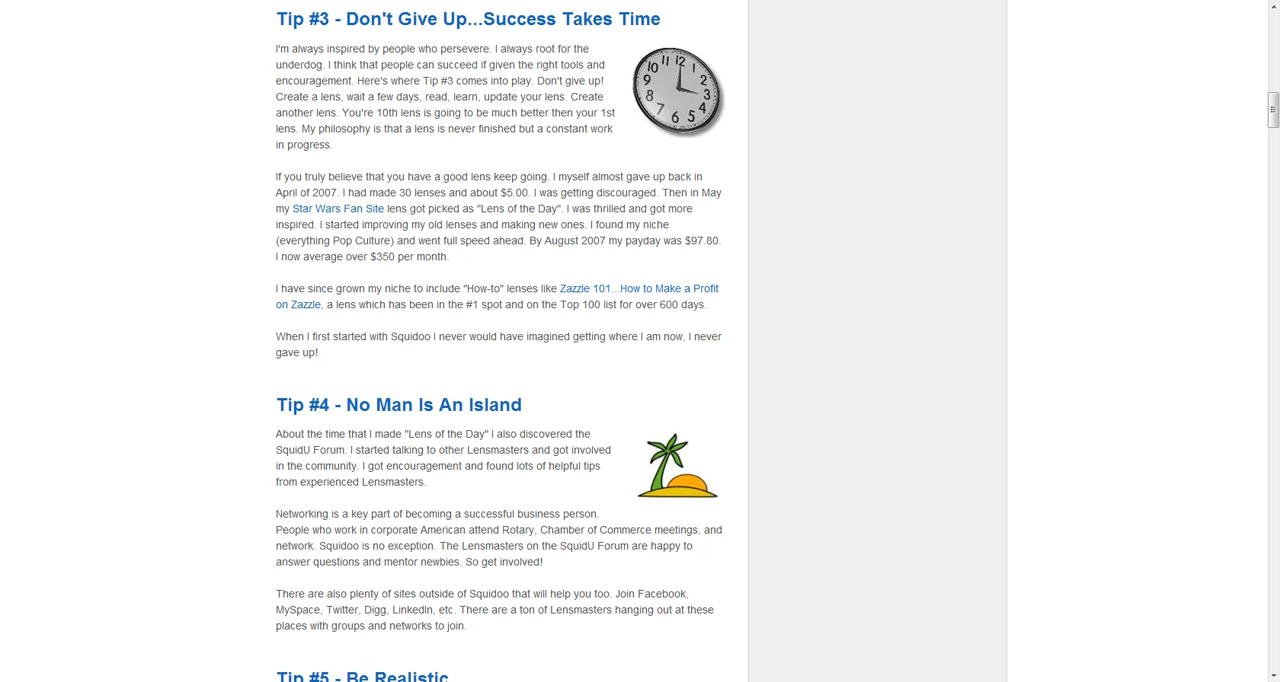 Tip #3 - Don't Give Up...Success Takes Time
I'm always inspired by people who persevere. I always root for the
underdog. I think that people can succeed if given the right tools and
encouragement. Here's where Tip #3 comes into play. Don't give up!
Create a lens, wait a few days, read, learn, update your lens. Create
another lens. You're 10th lens is going to be much better then your 1st
lens. My philosophy is that a lens is never finished but a constant work
in progress.
11 12 1
10 2
9 3
8 4
7 6 5
If you truly believe that you have a good lens keep going. I myself almost gave up back in
April of 2007. I had made 30 lenses and about $5.00. I was getting discouraged. Then in May
my Star Wars Fan Site lens got picked as "Lens of the Day". I was thrilled and got more
inspired. I started improving my old lenses and making new ones. I found my niche
(everything Pop Culture) and went full speed ahead. By August 2007 my payday was $97.80.
I now average over $350 per month.
I have since grown my niche to include "How-to" lenses like Zazzle 101...How to Make a Profit
on Zazzle, a lens which has been in the #1 spot and on the Top 100 list for over 600 days.
When I first started with Squidoo I never would have imagined getting where I am now, I never
gave up!
Tip #4 - No Man Is An Island
About the time that I made "Lens of the Day" I also discovered the
SquidU Forum. I started talking to other Lensmasters and got involved
in the community. I got encouragement and found lots of helpful tips
from experienced Lensmasters.
Networking is a key part of becoming a successful business person.
People who work in corporate American attend Rotary, Chamber of Commerce meetings, and
network. Squidoo is no exception. The Lensmasters on the SquidU Forum are happy to
answer questions and mentor newbies. So get involved!
There are also plenty of sites outside of Squidoo that will help you too. Join Facebook,
MySpace, Twitter, Digg, LinkedIn, etc. There are a ton of Lensmasters hanging out at these
places with groups and networks to join.
Tip #5 - Be Realistic